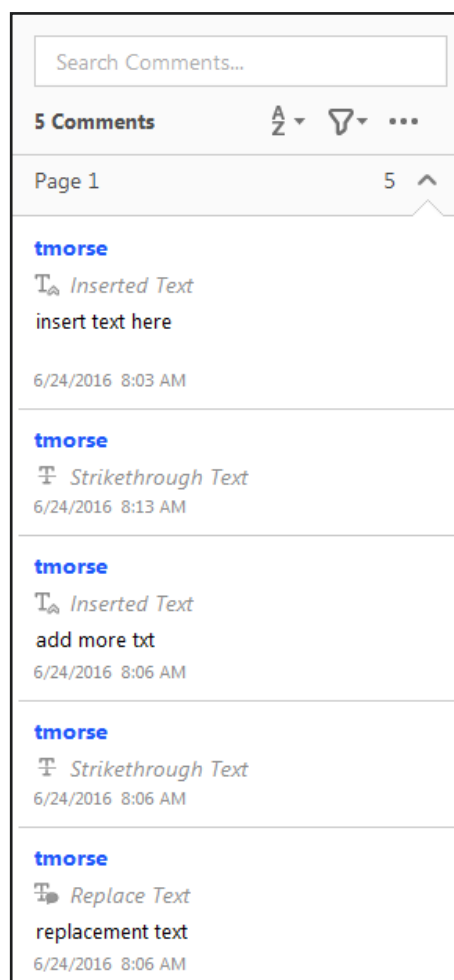 Search Comments...
5 Comments
Page 1 5
tmorse
Inserted Text
insert text here
6/24/2016 8:03 AM
tmorse
Strikethrough Text
6/24/2016 8:13 AM
tmorse
Inserted Text
add more txt
6/24/2016 8:06 AM
tmorse
Strikethrough Text
6/24/2016 8:06 AM
tmorse
Replace Text
replacement text
6/24/2016 8:06 AM